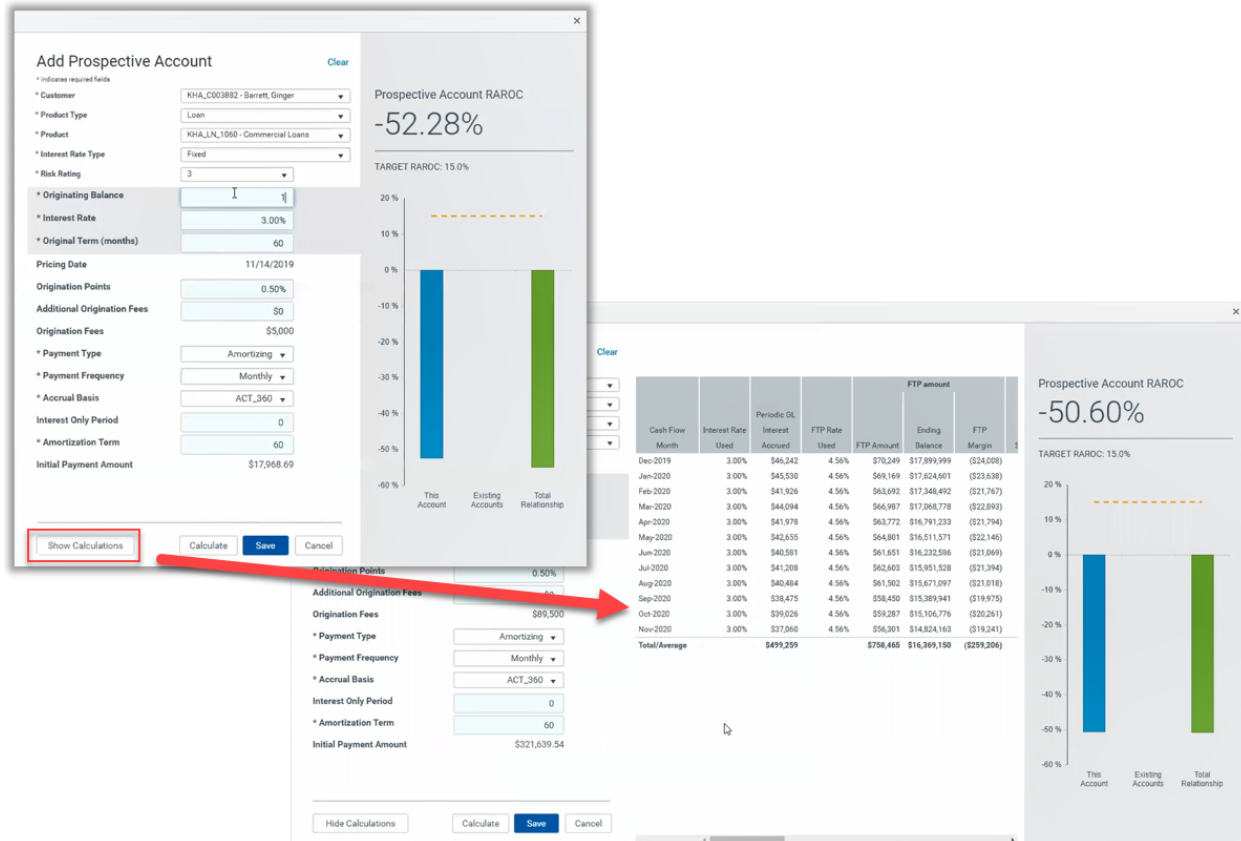 ×
Add Prospective Account
Clear
* indicates required fields
* Customer KHA_C003882 - Barrett, Ginger
* Product Type Loan
* Product KHA_LN_1060 - Commercial Loans
* Interest Rate Type Fixed
* Risk Rating 3
* Originating Balance 1
* Interest Rate 3.00%
* Original Term (months) 60
Pricing Date 11/14/2019
Origination Points 0.50%
Additional Origination Fees $0
Origination Fees $5,000
* Payment Type Amortizing
* Payment Frequency Monthly
* Accrual Basis ACT_360
Interest Only Period 0
* Amortization Term 60
Initial Payment Amount $17,968.69
Show Calculations Calculate Save Cancel
Prospective Account RAROC
-52.28%
TARGET RAROC: 15.0%
20 %
10 %
0 %
-10 %
-20 %
-30 %
-40 %
-50 %
-60 %
This Account
Existing Accounts
Total Relationship
×
Clear
Origination Points 0.50%
Additional Origination Fees $0
Origination Fees $89,500
* Payment Type Amortizing
* Payment Frequency Monthly
* Accrual Basis ACT_360
Interest Only Period 0
* Amortization Term 60
Initial Payment Amount $321,639.54
Hide Calculations Calculate Save Cancel
FTP amount
Cash Flow Month Interest Rate Used Periodic GL Interest Accrued FTP Rate Used FTP Amount Ending Balance FTP Margin
Dec-2019 3.00% $46,242 4.56% $70,249 $17,899,999 ($24,008)
Jan-2020 3.00% $45,530 4.56% $69,169 $17,624,601 ($23,638)
Feb-2020 3.00% $41,926 4.56% $63,692 $17,348,492 ($21,767)
Mar-2020 3.00% $44,094 4.56% $66,987 $17,068,778 ($22,893)
Apr-2020 3.00% $41,978 4.56% $63,772 $16,791,233 ($21,794)
May-2020 3.00% $42,655 4.56% $64,801 $16,511,571 ($22,146)
Jun-2020 3.00% $40,581 4.56% $61,651 $16,232,586 ($21,069)
Jul-2020 3.00% $41,208 4.56% $62,603 $15,951,528 ($21,394)
Aug-2020 3.00% $40,484 4.56% $61,502 $15,671,097 ($21,018)
Sep-2020 3.00% $38,475 4.56% $58,450 $15,389,941 ($19,975)
Oct-2020 3.00% $39,026 4.56% $59,287 $15,106,776 ($20,261)
Nov-2020 3.00% $37,060 4.56% $56,301 $14,824,163 ($19,241)
Total/Average $499,259 $758,465 $16,369,150 ($259,206)
Prospective Account RAROC
-50.60%
TARGET RAROC: 15.0%
20 %
10 %
0 %
-10 %
-20 %
-30 %
-40 %
-50 %
-60 %
This Account
Existing Accounts
Total Relationship